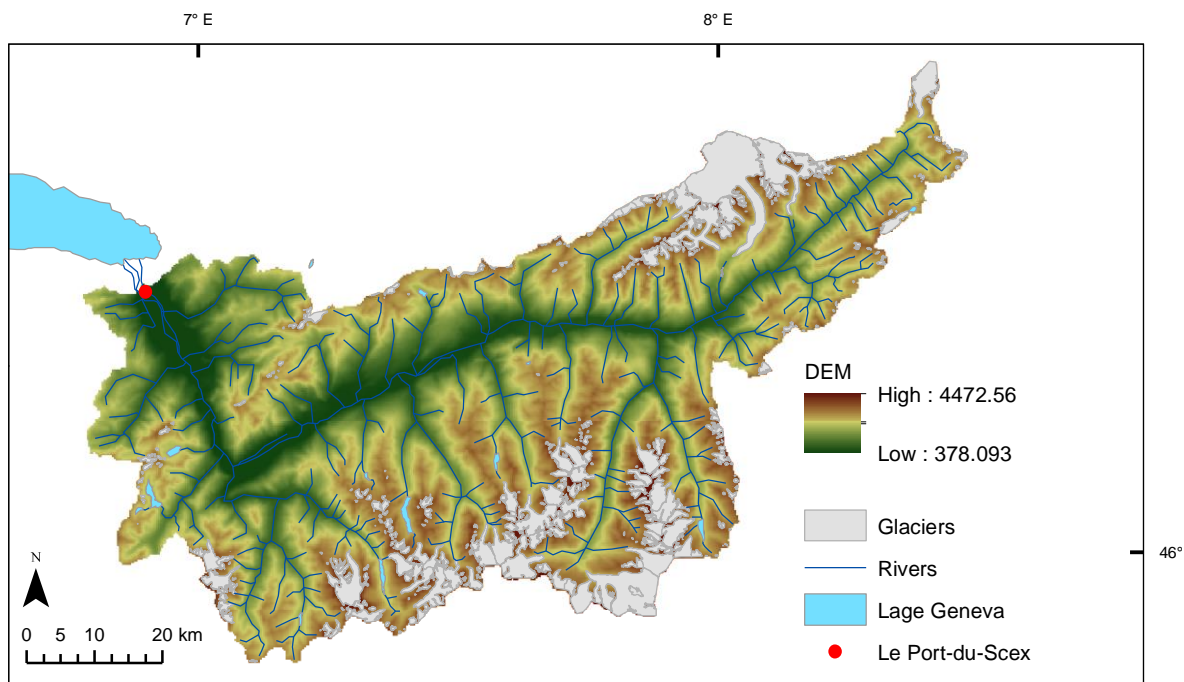 7° E
8° E
DEM
High : 4472.56
Low : 378.093
Glaciers
46°
N
Rivers
Lage Geneva
0 5 10 20 km
Le Port-du-Scex